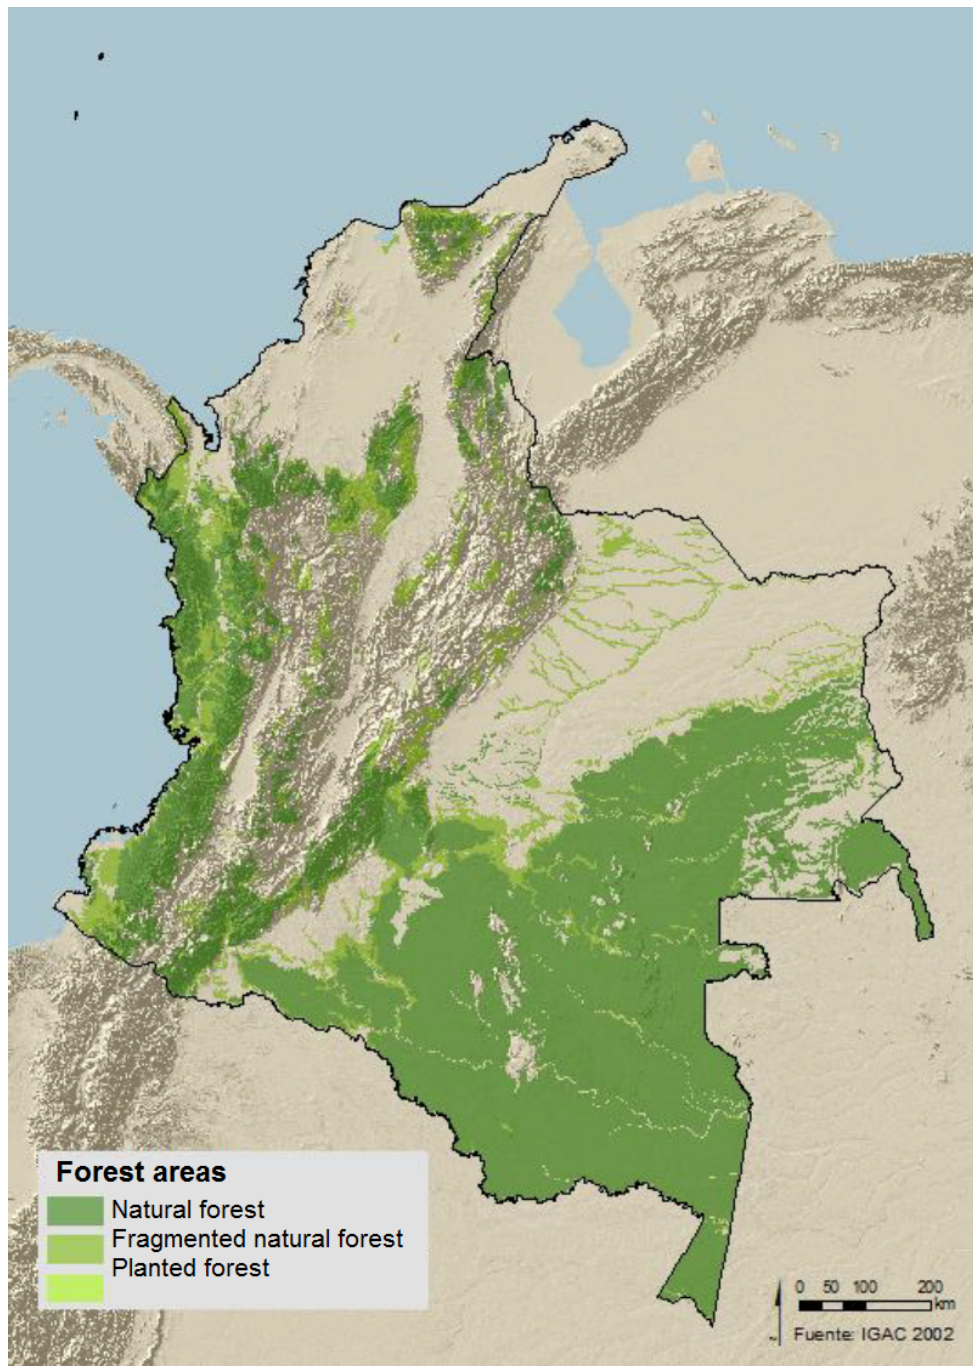 Forest areas
Natural forest
Fragmented natural forest
Planted forest
0 50 100 200
km
Fuente: IGAC 2002